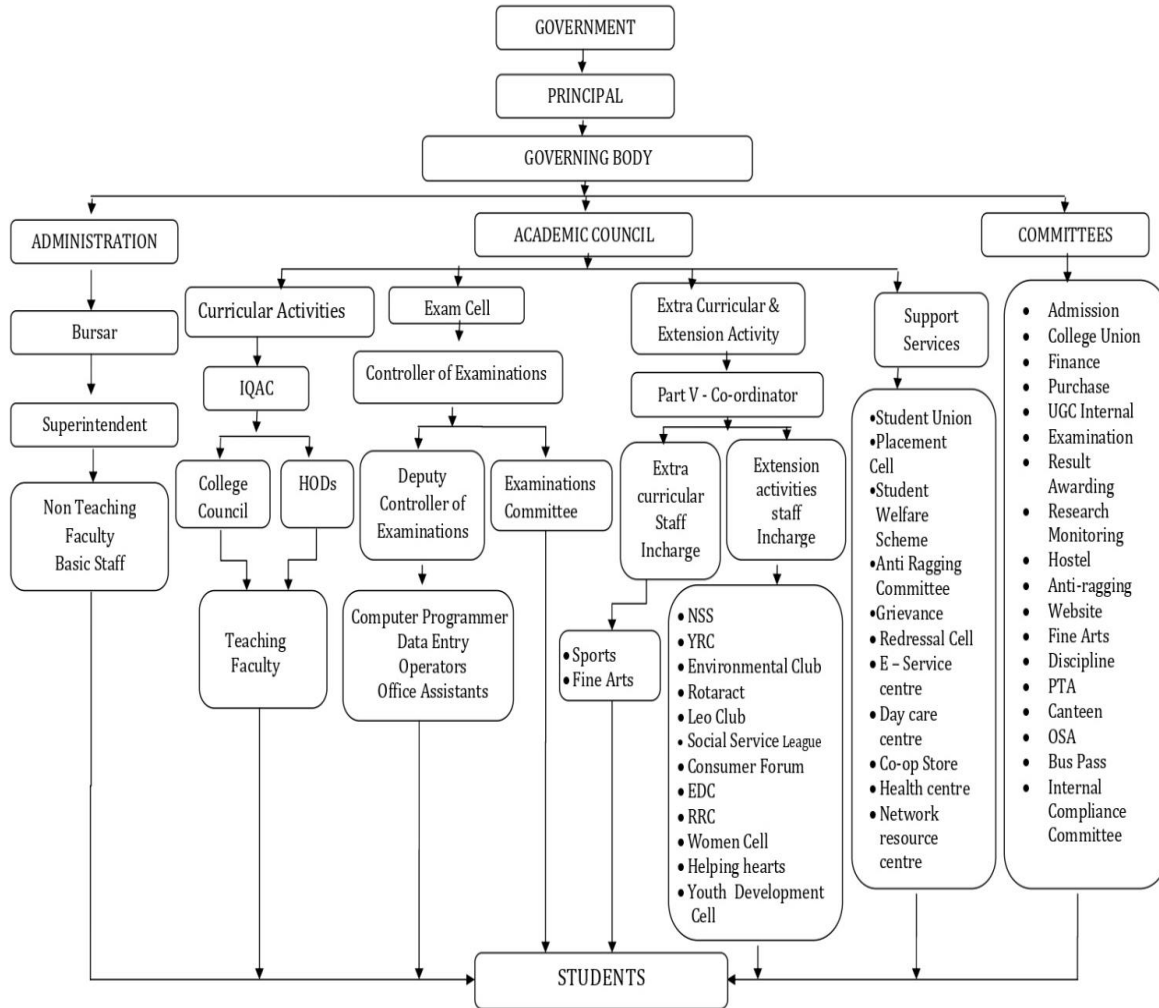 GOVERNMENT
PRINCIPAL
GOVERNING BODY
ADMINISTRATION
ACADEMIC COUNCIL
COMMITTEES
Bursar
Superintendent
Non Teaching
Faculty
Basic Staff
Curricular Activities
IQAC
College
Council
HODs
Teaching
Faculty
Exam Cell
Controller of Examinations
Deputy
Controller of
Examinations
Examinations
Committee
Computer Programmer
Data Entry
Operators
Office Assistants
Extra Curricular &
Extension Activity
Part V - Co-ordinator
Extra
curricular
Staff
Incharge
Extension
activities
staff
Incharge
• Sports
• Fine Arts
• NSS
• YRC
• Environmental Club
• Rotaract
• Leo Club
• Social Service League
• Consumer Forum
• EDC
• RRC
• Women Cell
• Helping hearts
• Youth Development
Cell
Support
Services
•Student Union
•Placement
Cell
•Student
Welfare
Scheme
•Anti Ragging
Committee
•Grievance
• Redressal Cell
• E – Service
centre
• Day care
centre
• Co-op Store
• Health centre
• Network
resource
centre
• Admission
• College Union
• Finance
• Purchase
• UGC Internal
• Examination
• Result
Awarding
• Research
Monitoring
• Hostel
• Anti-ragging
• Website
• Fine Arts
• Discipline
• PTA
• Canteen
• OSA
• Bus Pass
• Internal
Compliance
Committee
STUDENTS